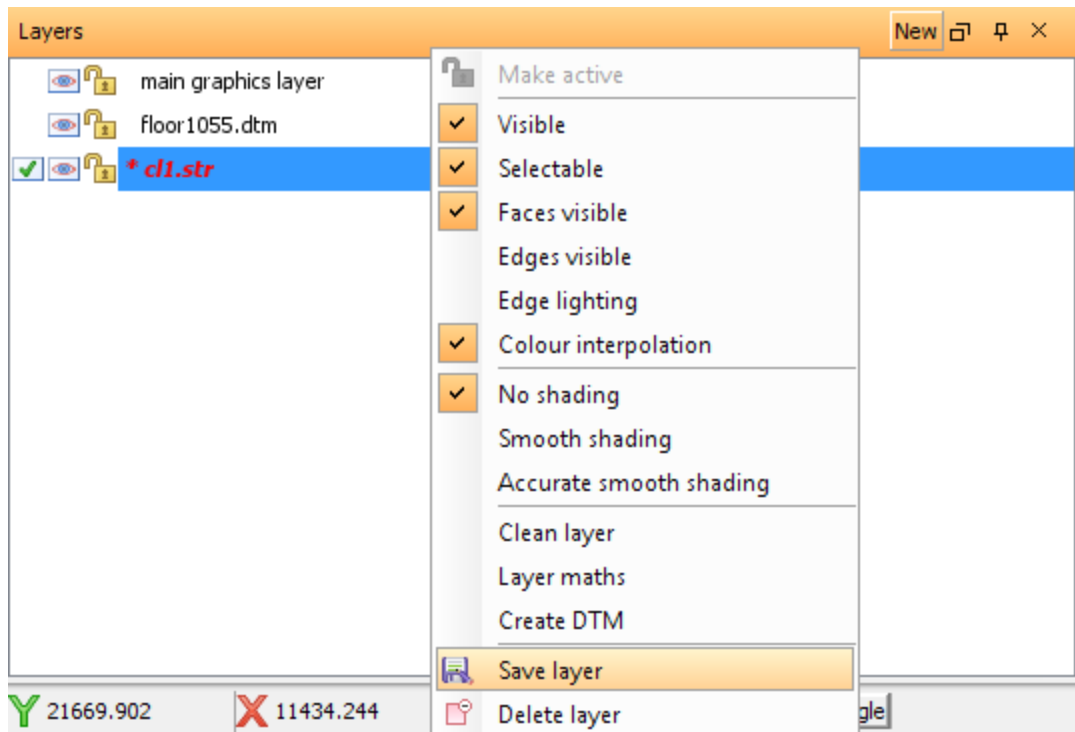 Layers
New
main graphics layer
floor1055.dtm
* cl1.str
Make active
Visible
Selectable
Faces visible
Edges visible
Edge lighting
Colour interpolation
No shading
Smooth shading
Accurate smooth shading
Clean layer
Layer maths
Create DTM
Save layer
Delete layer
Y 21669.902
X 11434.244
gle